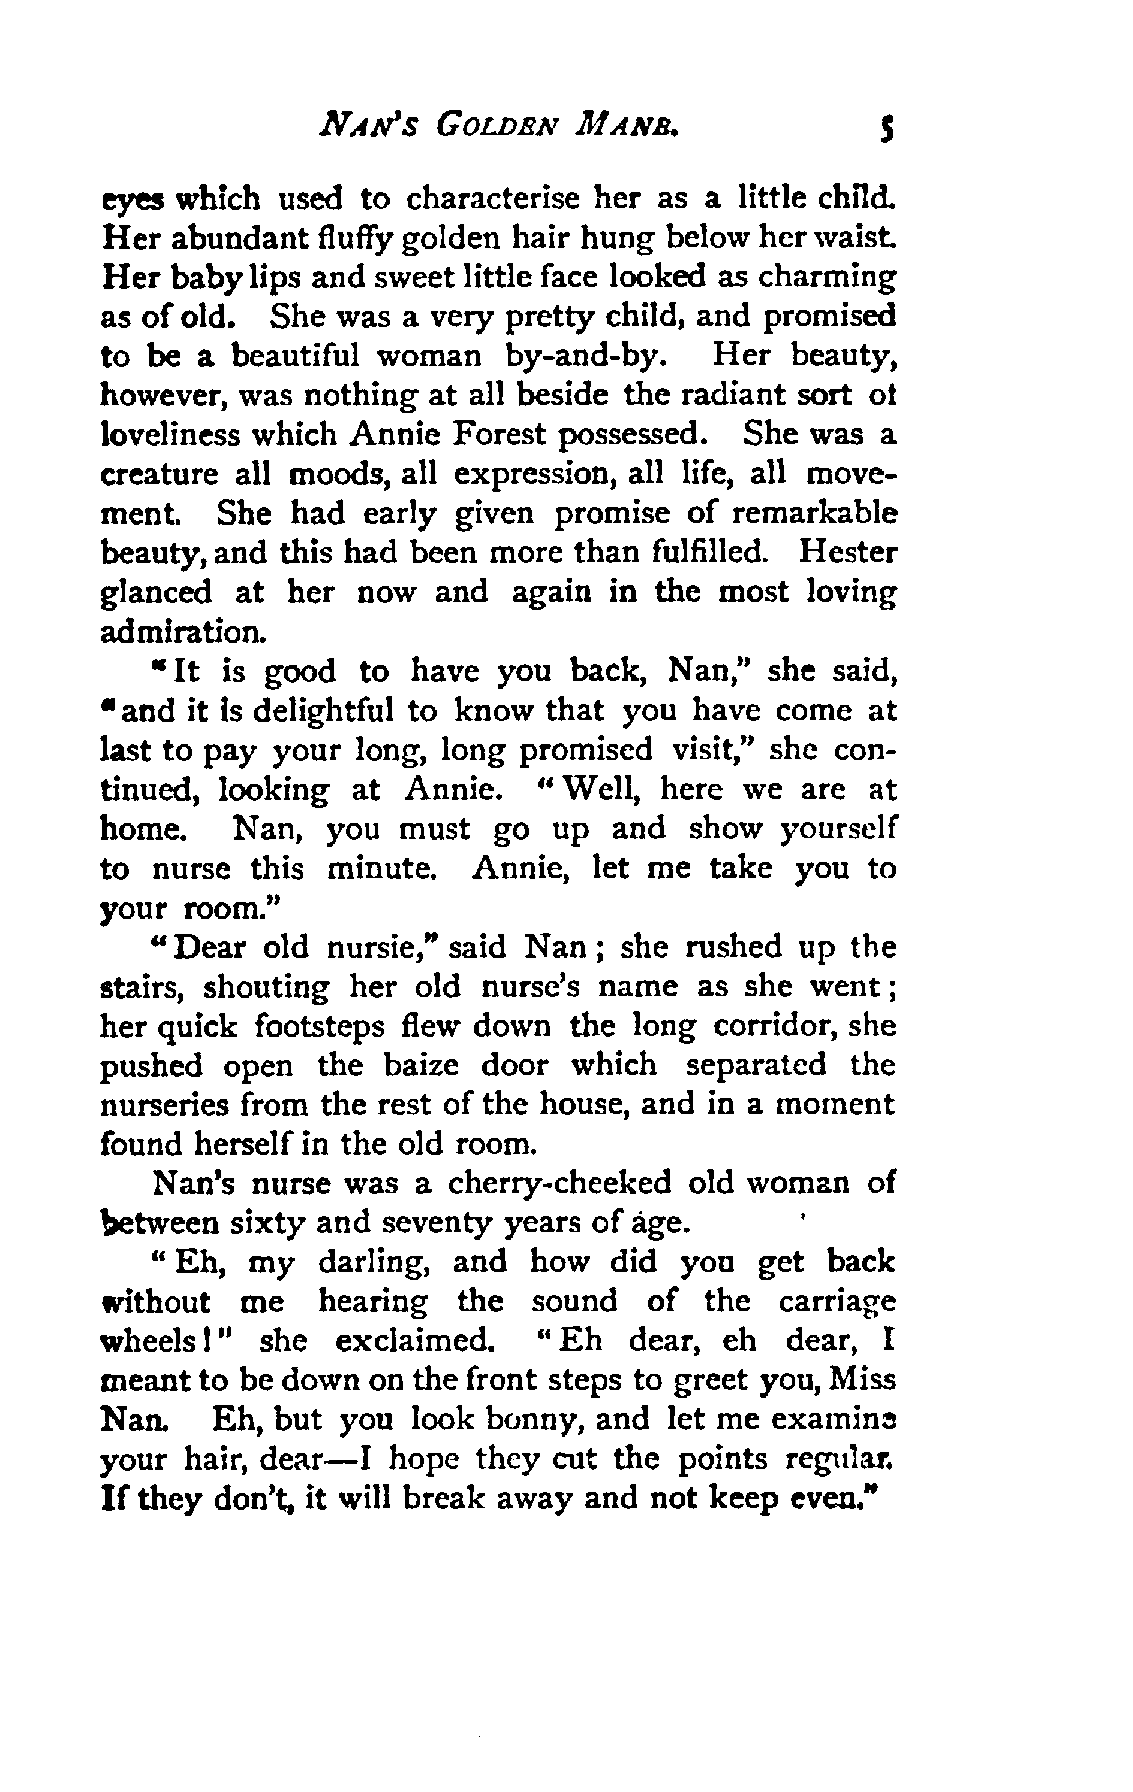 NAN'S GOLDEN MANE. 5
eyes which used to characterise her as a little child.
Her abundant fluffy golden hair hung below her waist.
Her baby lips and sweet little face looked as charming
as of old. She was a very pretty child, and promised
to be a beautiful woman by-and-by. Her beauty,
however, was nothing at all beside the radiant sort of
loveliness which Annie Forest possessed. She was a
creature all moods, all expression, all life, all move-
ment. She had early given promise of remarkable
beauty, and this had been more than fulfilled. Hester
glanced at her now and again in the most loving
admiration.
"It is good to have you back, Nan," she said,
"and it is delightful to know that you have come at
last to pay your long, long promised visit," she con-
tinued, looking at Annie. "Well, here we are at
home. Nan, you must go up and show yourself
to nurse this minute. Annie, let me take you to
your room."
"Dear old nursie," said Nan; she rushed up the
stairs, shouting her old nurse's name as she went;
her quick footsteps flew down the long corridor, she
pushed open the baize door which separated the
nurseries from the rest of the house, and in a moment
found herself in the old room.
Nan's nurse was a cherry-cheeked old woman of
between sixty and seventy years of age.
"Eh, my darling, and how did you get back
without me hearing the sound of the carriage
wheels!" she exclaimed. "Eh dear, eh dear, I
meant to be down on the front steps to greet you, Miss
Nan. Eh, but you look bonny, and let me examine
your hair, dear—I hope they cut the points regular.
If they don't, it will break away and not keep even."